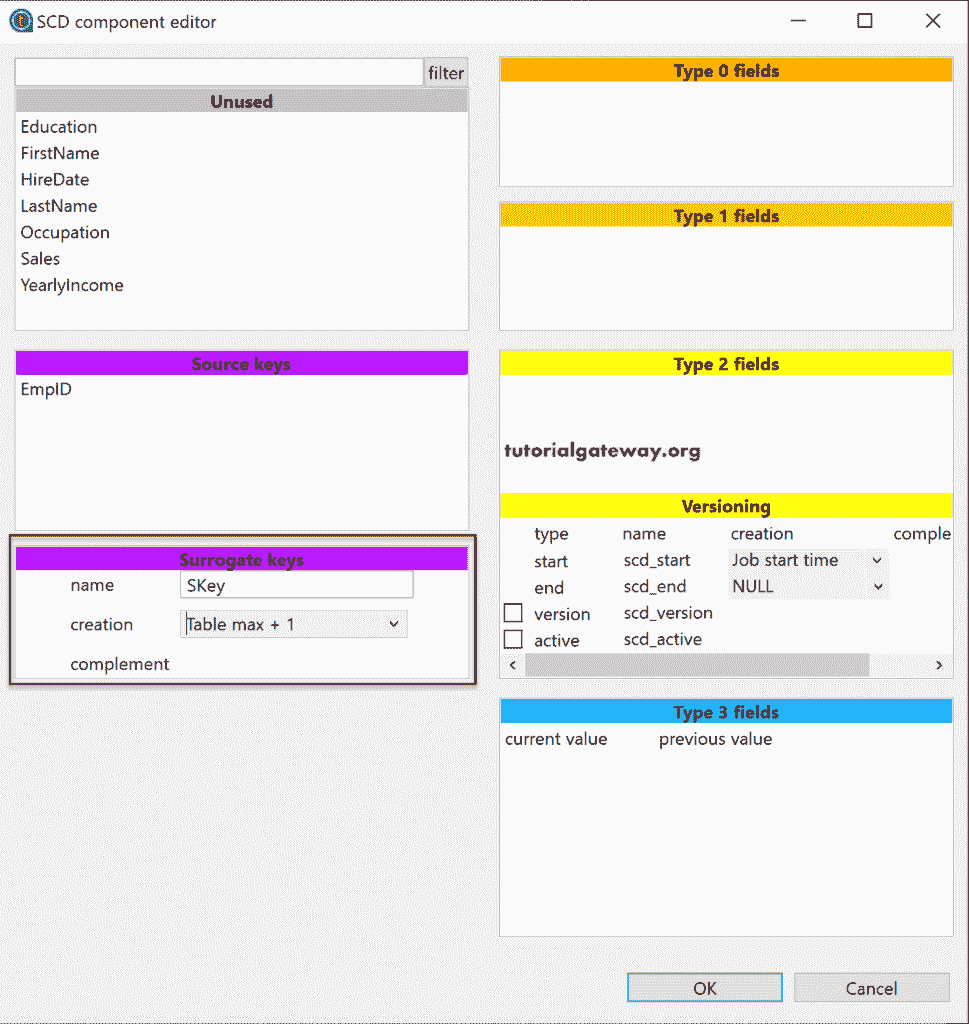 SCD component editor
filter
Unused
Education
FirstName
HireDate
LastName
Occupation
Sales
YearlyIncome
Source keys
EmpID
Surrogate keys
name SKey
creation Table max + 1
complement
Type 0 fields
Type 1 fields
Type 2 fields
tutorialgateway.org
Versioning
type name creation comple
start scd_start Job start time
end scd_end NULL
version scd_version
active scd_active
Type 3 fields
current value previous value
OK Cancel